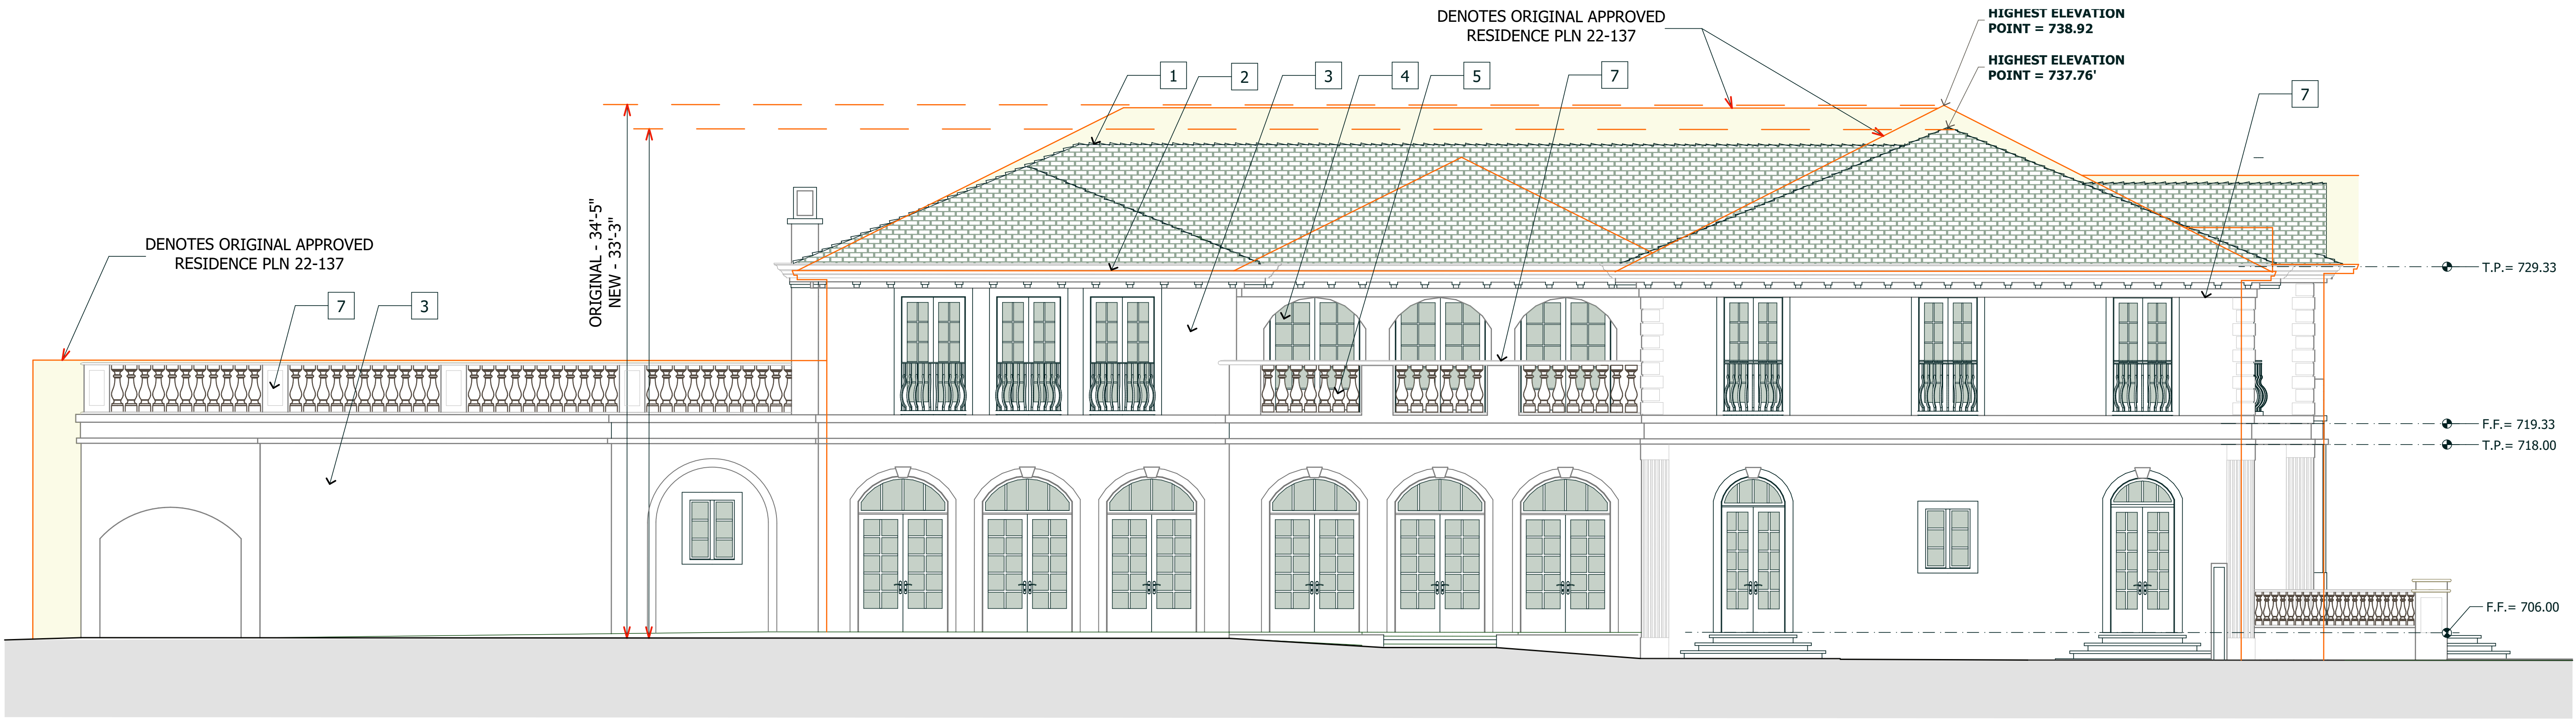 DENOTES ORIGINAL APPROVED
RESIDENCE PLN 22-137
HIGHEST ELEVATION
POINT = 738.92
HIGHEST ELEVATION
POINT = 737.76'
1
2
3
4
5
7
7
ORIGINAL - 34'-5"
NEW - 33'-3"
DENOTES ORIGINAL APPROVED
RESIDENCE PLN 22-137
7
3
T.P.= 729.33
F.F.= 719.33
T.P.= 718.00
F.F.= 706.00